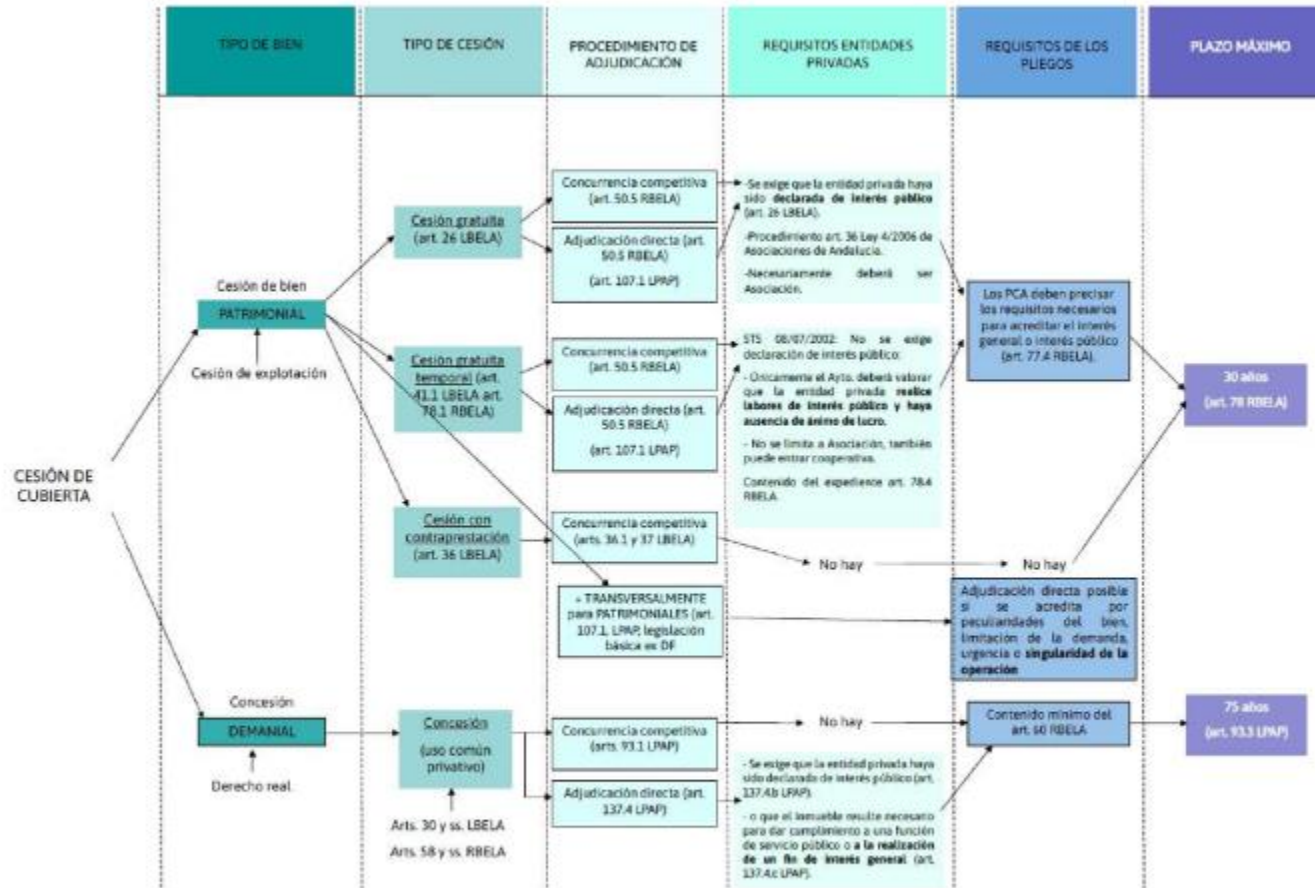 TIPO DE BIEN
TIPO DE CESIÓN
PROCEDIMIENTO DE
ADJUDICACIÓN
REQUISITOS ENTIDADES
PRIVADAS
REQUISITOS DE LOS
PLIEGOS
PLAZO MÁXIMO
CESIÓN DE
CUBIERTA
Cesión de bien
PATRIMONIAL
Cesión de explotación
Cesión gratuita
(art. 26 LBELA)
Concurrencia competitiva
(art. 50.5 RBELA)
Adjudicación directa (art.
50.5 RBELA)
(art. 107.1 LPAP)
-Se exige que la entidad privada haya
sido declarada de interés público
(art. 26 LBELA).
-Procedimiento art. 36 Ley 4/2006 de
Asociaciones de Andalucía.
-Necesariamente deberá ser
Asociación.
Los PCA deben precisar
los requisitos necesarios
para acreditar el interés
general o interés público
(art. 77.4 RBELA).
Cesión gratuita
temporal (art.
41.1 LBELA art.
78.1 RBELA)
Concurrencia competitiva
(art. 50.5 RBELA)
Adjudicación directa (art.
50.5 RBELA)
(art. 107.1 LPAP)
STS 08/07/2002: No se exige
declaración de interés público:
- Únicamente el Ayto. deberá valorar
que la entidad privada realice
labores de interés público y haya
ausencia de ánimo de lucro.
- No se limita a Asociación, también
puede entrar cooperativa.
Contenido del experience art. 78.4
RBELA.
30 años
(art. 78 RBELA)
Cesión con
contraprestación
(art. 36 LBELA)
Concurrencia competitiva
(arts. 36.1 y 37 LBELA)
No hay
No hay
+ TRANSVERSALMENTE
para PATRIMONIALES (art.
107.1, LPAP, legislación
básica ex DF
Adjudicación directa posible
si se acredita por
peculiaridades del bien,
limitación de la demanda,
urgencia o singularidad de la
operación
Concesión
DEMANIAL
Derecho real
Concesión
(uso común
privativo)
Arts. 30 y ss. LBELA
Arts. 58 y ss. RBELA
Concurrencia competitiva
(arts. 93.1 LPAP)
No hay
Contenido mínimo del
art. 60 RBELA
75 años
(art. 93.3 LPAP)
Adjudicación directa (art.
137.4 LPAP)
- Se exige que la entidad privada haya
sido declarada de interés público (art.
137.4.b LPAP).
- o que el inmueble resulte necesario
para dar cumplimiento a una función
de servicio público o a la realización
de un fin de interés general (art.
137.4.c LPAP).